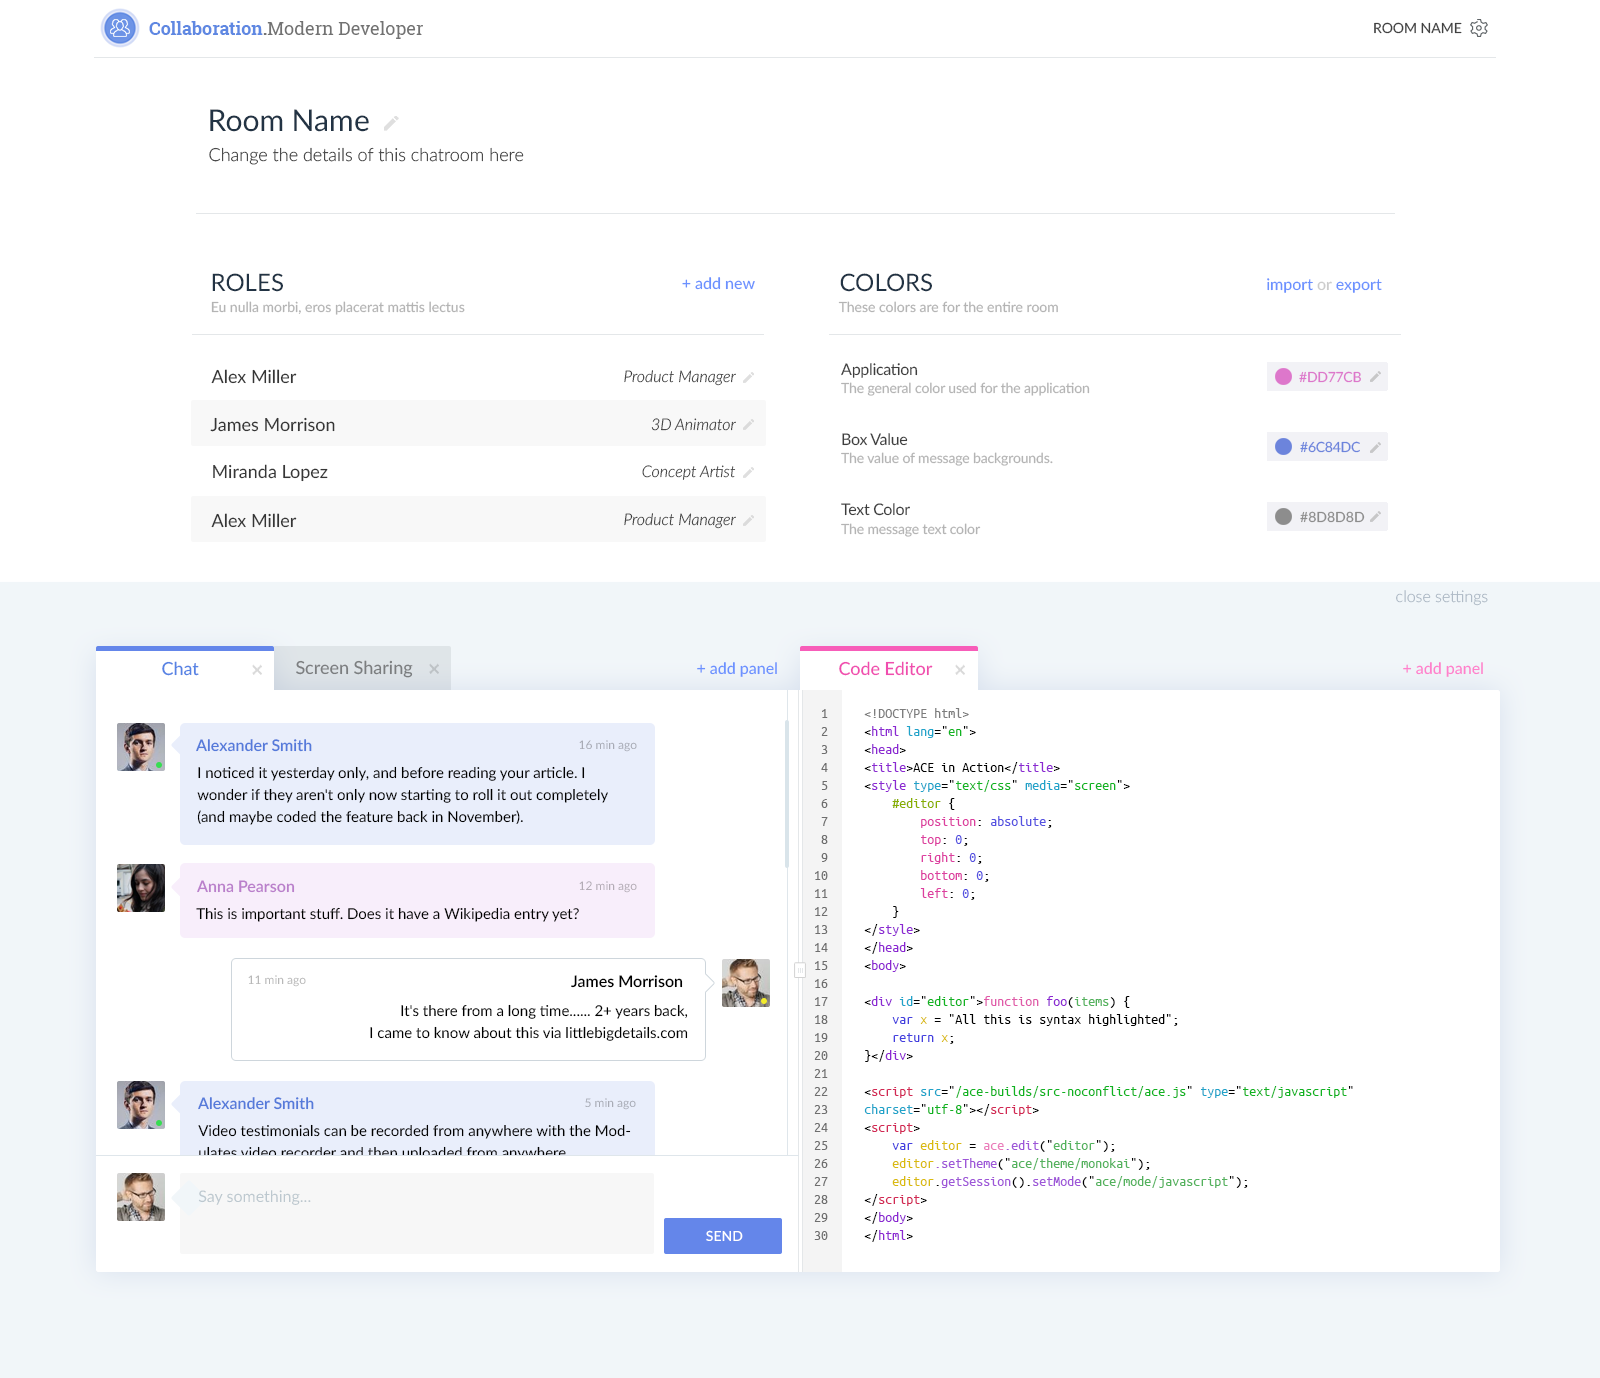 Collaboration.Modern Developer
ROOM NAME
Room Name
Change the details of this chatroom here
ROLES
+ add new
Eu nulla morbi, eros placerat mattis lectus
Alex Miller
Product Manager
James Morrison
3D Animator
Miranda Lopez
Concept Artist
Alex Miller
Product Manager
COLORS
import or export
These colors are for the entire room
Application
The general color used for the application
#DD77CB
Box Value
The value of message backgrounds.
#6C84DC
Text Color
The message text color
#8D8D8D
close settings
Chat
Screen Sharing
+ add panel
Alexander Smith
16 min ago
I noticed it yesterday only, and before reading your article. I
wonder if they aren't only now starting to roll it out completely
(and maybe coded the feature back in November).
Anna Pearson
12 min ago
This is important stuff. Does it have a Wikipedia entry yet?
11 min ago
James Morrison
It's there from a long time...... 2+ years back,
I came to know about this via littlebigdetails.com
Alexander Smith
5 min ago
Video testimonials can be recorded from anywhere with the Mod-
ulates video recorder and then uploaded from anywhere
Say something...
SEND
Code Editor
+ add panel
1 <!DOCTYPE html>
2 <html lang="en">
3 <head>
4 <title>ACE in Action</title>
5 <style type="text/css" media="screen">
6 #editor {
7 position: absolute;
8 top: 0;
9 right: 0;
10 bottom: 0;
11 left: 0;
12 }
13 </style>
14 </head>
15 <body>
16
17 <div id="editor">function foo(items) {
18 var x = "All this is syntax highlighted";
19 return x;
20 }</div>
21
22 <script src="/ace-builds/src-noconflict/ace.js" type="text/javascript"
23 charset="utf-8"></script>
24 <script>
25 var editor = ace.edit("editor");
26 editor.setTheme("ace/theme/monokai");
27 editor.getSession().setMode("ace/mode/javascript");
28 </script>
29 </body>
30 </html>